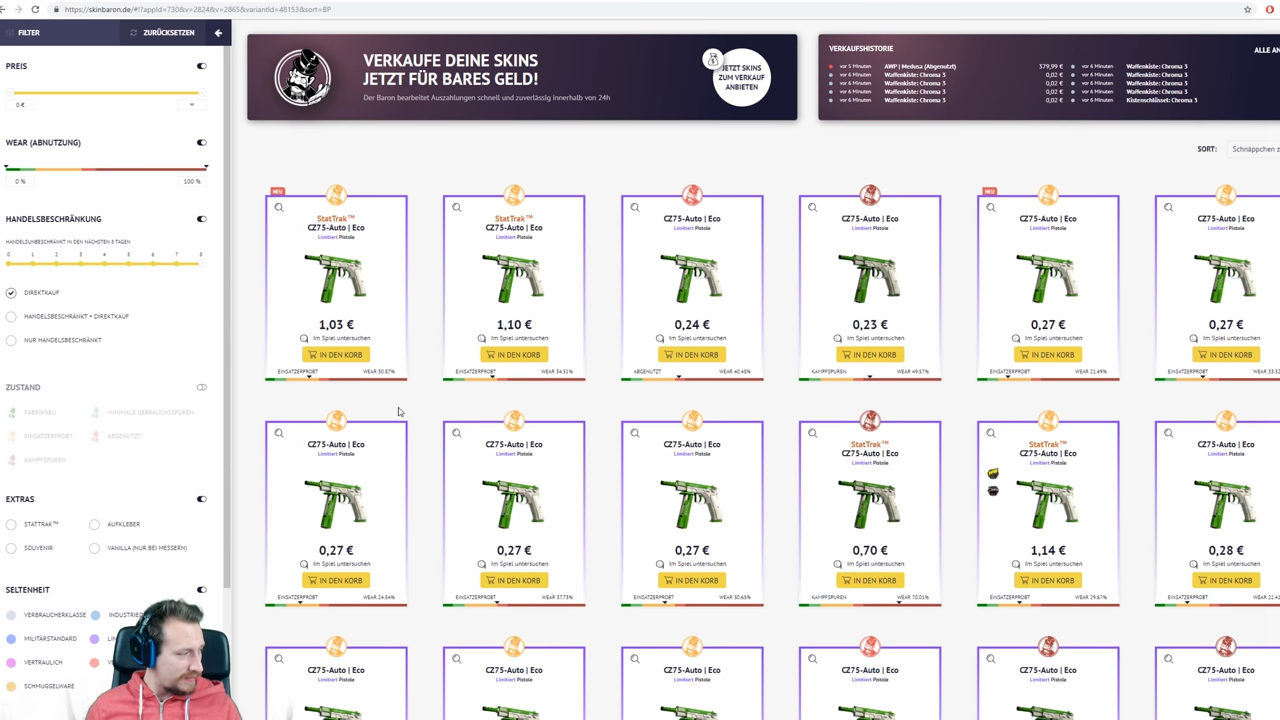 https://skinbaron.de/#!?appId=730&v=2824&v=2865&variantId=48153&sort=BP
FILTER
ZURÜCKSETZEN
PREIS
0 €
∞
WEAR (ABNUTZUNG)
0 %
100 %
HANDELSBESCHRÄNKUNG
HANDELSUNBESCHRÄNKT IN DEN NÄCHSTEN 8 TAGEN
0 1 2 3 4 5 6 7 8
DIREKTKAUF
HANDELSBESCHRÄNKT + DIREKTKAUF
NUR HANDELSBESCHRÄNKT
ZUSTAND
FABRIKNEU
MINIMALE GEBRAUCHSSPUREN
EINSATZERPROBT
ABGENUTZT
KAMPFSPUREN
EXTRAS
STATTRAK™
AUFKLEBER
SOUVENIR
VANILLA (NUR BEI MESSERN)
SELTENHEIT
VERBRAUCHERKLASSE
MILITÄRSTANDARD
VERTRAULICH
SCHMUGGELWARE
VERKAUFE DEINE SKINS
JETZT FÜR BARES GELD!
Der Baron bearbeitet Auszahlungen schnell und zuverlässig innerhalb von 24h
JETZT SKINS
ZUM VERKAUF
ANBIETEN
VERKAUFSHISTORIE
ALLE
vor 5 Minuten AWP | Medusa (Abgenutzt) 379,99 € vor 6 Minuten Waffenkiste: Chroma 3
vor 6 Minuten Waffenkiste: Chroma 3 0,02 € vor 6 Minuten Waffenkiste: Chroma 3
vor 6 Minuten Waffenkiste: Chroma 3 0,02 € vor 6 Minuten Waffenkiste: Chroma 3
vor 6 Minuten Waffenkiste: Chroma 3 0,02 € vor 6 Minuten Waffenkiste: Chroma 3
vor 6 Minuten Waffenkiste: Chroma 3 0,02 € vor 6 Minuten Kistenschlüssel: Chroma 3
SORT:
Schnäppchen
NEU
StatTrak™
CZ75-Auto | Eco
Limitiert Pistole
1,03 €
Im Spiel untersuchen
IN DEN KORB
EINSATZERPROBT WEAR 30.87%
StatTrak™
CZ75-Auto | Eco
Limitiert Pistole
1,10 €
Im Spiel untersuchen
IN DEN KORB
EINSATZERPROBT WEAR 34.51%
CZ75-Auto | Eco
Limitiert Pistole
0,24 €
Im Spiel untersuchen
IN DEN KORB
ABGENUTZT WEAR 40.48%
CZ75-Auto | Eco
Limitiert Pistole
0,23 €
Im Spiel untersuchen
IN DEN KORB
KAMPFSPUREN WEAR 49.57%
NEU
CZ75-Auto | Eco
Limitiert Pistole
0,27 €
Im Spiel untersuchen
IN DEN KORB
EINSATZERPROBT WEAR 21.49%
CZ75-Auto | Eco
Limitiert Pistole
0,27 €
Im Spiel untersuchen
IN DEN KORB
EINSATZERPROBT
CZ75-Auto | Eco
Limitiert Pistole
0,27 €
Im Spiel untersuchen
IN DEN KORB
EINSATZERPROBT WEAR 24.54%
CZ75-Auto | Eco
Limitiert Pistole
0,27 €
Im Spiel untersuchen
IN DEN KORB
EINSATZERPROBT WEAR 37.73%
CZ75-Auto | Eco
Limitiert Pistole
0,27 €
Im Spiel untersuchen
IN DEN KORB
EINSATZERPROBT WEAR 30.65%
CZ75-Auto | Eco
Limitiert Pistole
0,70 €
Im Spiel untersuchen
IN DEN KORB
KAMPFSPUREN WEAR 70.01%
StatTrak™
CZ75-Auto | Eco
Limitiert Pistole
1,14 €
Im Spiel untersuchen
IN DEN KORB
EINSATZERPROBT WEAR 29.67%
CZ75-Auto | Eco
Limitiert Pistole
0,28 €
Im Spiel untersuchen
IN DEN KORB
EINSATZERPROBT
CZ75-Auto | Eco
Limitiert Pistole
CZ75-Auto | Eco
Limitiert Pistole
CZ75-Auto | Eco
Limitiert Pistole
CZ75-Auto | Eco
Limitiert Pistole
CZ75-Auto | Eco
Limitiert Pistole
CZ75-Auto | Eco
Limitiert Pistole